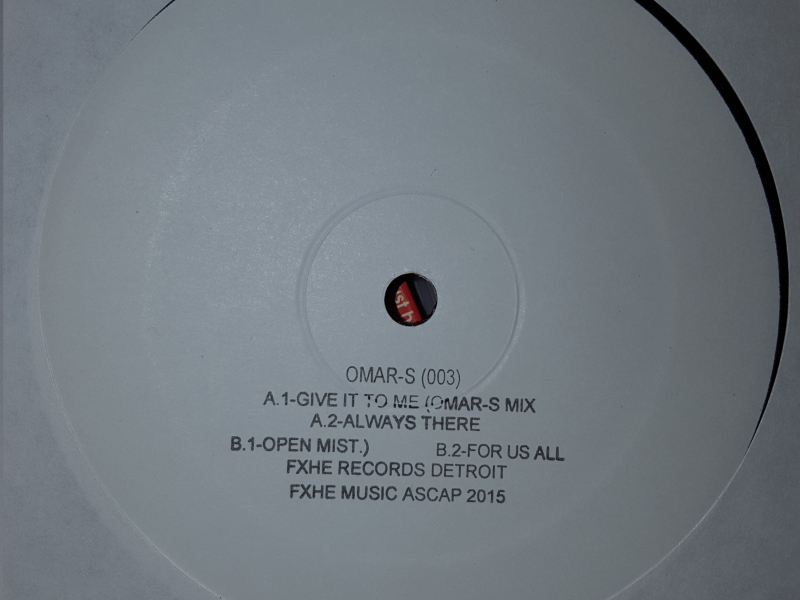 st b
OMAR-S (003)
A.1-GIVE IT TO ME (OMAR-S MIX
A.2-ALWAYS THERE
B.1-OPEN MIST.) B.2-FOR US ALL
FXHE RECORDS DETROIT
FXHE MUSIC ASCAP 2015